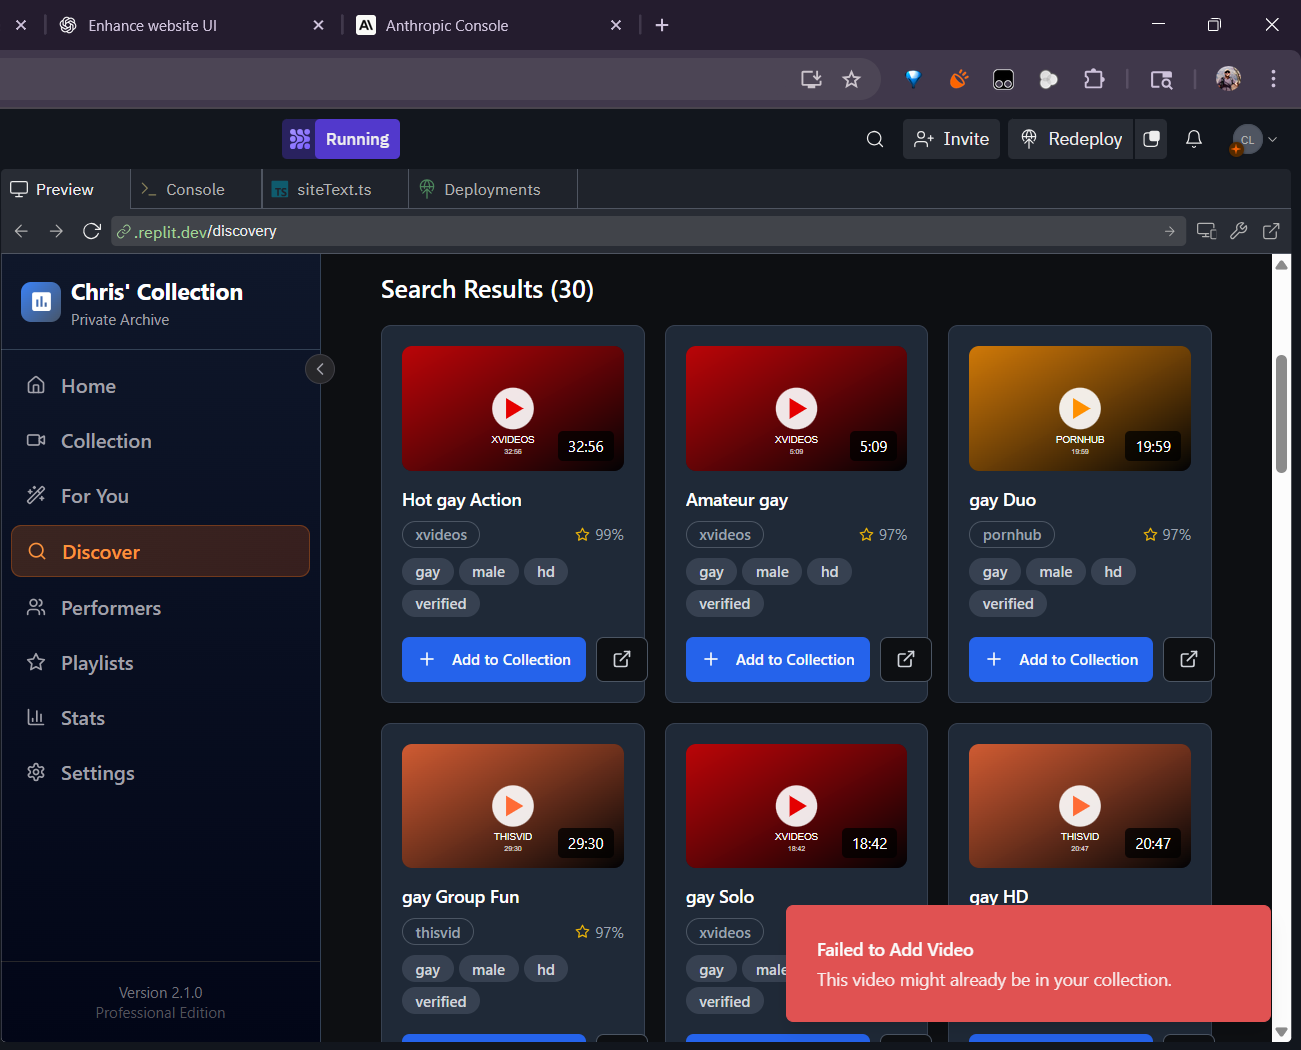 Enhance website UI
Anthropic Console
Running
Invite
Redeploy
CL
Preview
Console
TS siteText.ts
Deployments
.replit.dev/discovery
Chris' Collection
Private Archive
Home
Collection
For You
Discover
Performers
Playlists
Stats
Settings
Version 2.1.0
Professional Edition
Search Results (30)
XVIDEOS
32:56
32:56
Hot gay Action
xvideos
99%
gay male hd
verified
Add to Collection
XVIDEOS
5:09
5:09
Amateur gay
xvideos
97%
gay male hd
verified
Add to Collection
PORNHUB
19:59
19:59
gay Duo
pornhub
97%
gay male hd
verified
Add to Collection
THISVID
29:30
29:30
gay Group Fun
thisvid
97%
gay male hd
verified
XVIDEOS
18:42
18:42
gay Solo
xvideos
gay male
verified
THISVID
20:47
20:47
gay HD
Failed to Add Video
This video might already be in your collection.